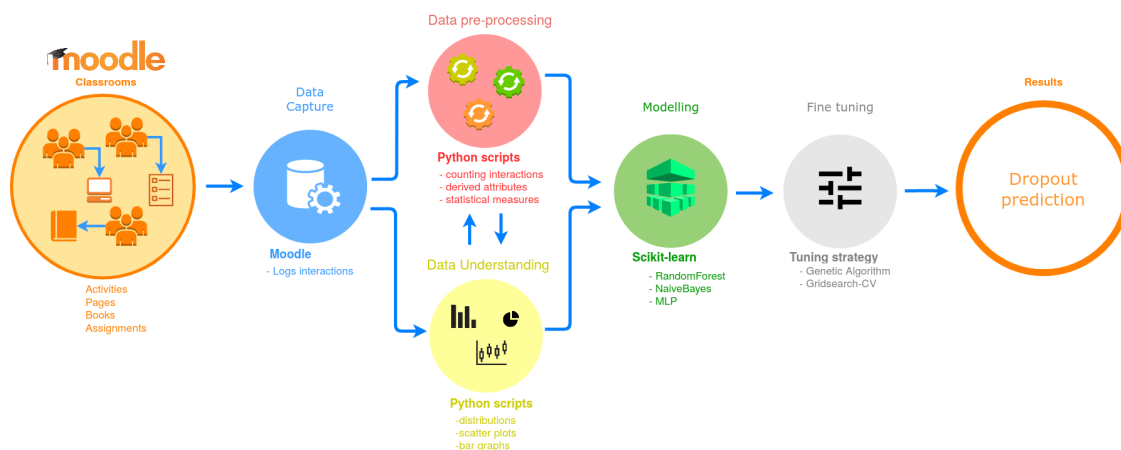 moodle
Classrooms
Activities
Pages
Books
Assignments
Data
Capture
Moodle
- Logs interactions
Data pre-processing
Python scripts
- counting interactions
- derived attributes
- statistical measures
Data Understanding
Python scripts
-distributions
-scatter plots
-bar graphs
Modelling
Scikit-learn
- RandomForest
- NaiveBayes
- MLP
Fine tuning
Tuning strategy
- Genetic Algorithm
- Gridsearch-CV
Results
Dropout
prediction